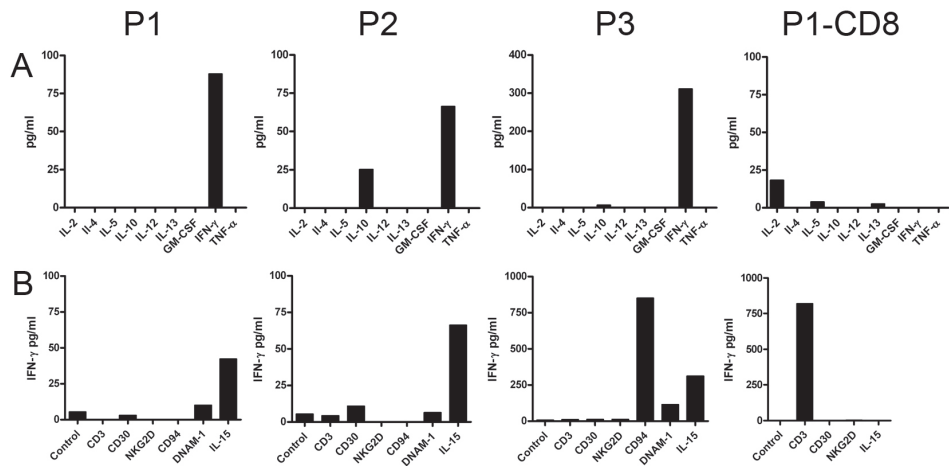 P1
P2
P3
P1-CD8
A
pg/ml
100
75
50
25
0
IL-2
Il-4
IL-5
IL-10
IL-12
IL-13
GM-CSF
IFN-γ
TNF-α
pg/ml
100
75
50
25
0
IL-2
Il-4
IL-5
IL-10
IL-12
IL-13
GM-CSF
IFN-γ
TNF-α
pg/ml
400
300
200
100
0
IL-2
Il-4
IL-5
IL-10
IL-12
IL-13
GM-CSF
IFN-γ
TNF-α
pg/ml
100
75
50
25
0
IL-2
Il-4
IL-5
IL-10
IL-13
GM-CSF
IFN-γ
TNF-α
B
IFN-γ pg/ml
100
75
50
25
0
Control
CD3
CD30
NKG2D
CD94
DNAM-1
IL-15
IFN-γ pg/ml
100
75
50
25
0
Control
CD3
CD30
NKG2D
CD94
DNAM-1
IL-15
IFN-γ pg/ml
1000
750
500
250
0
Control
CD3
CD30
NKG2D
CD94
DNAM-1
IL-15
IFN-γ pg/ml
1000
750
500
250
0
Control
CD3
CD30
NKG2D
IL-15